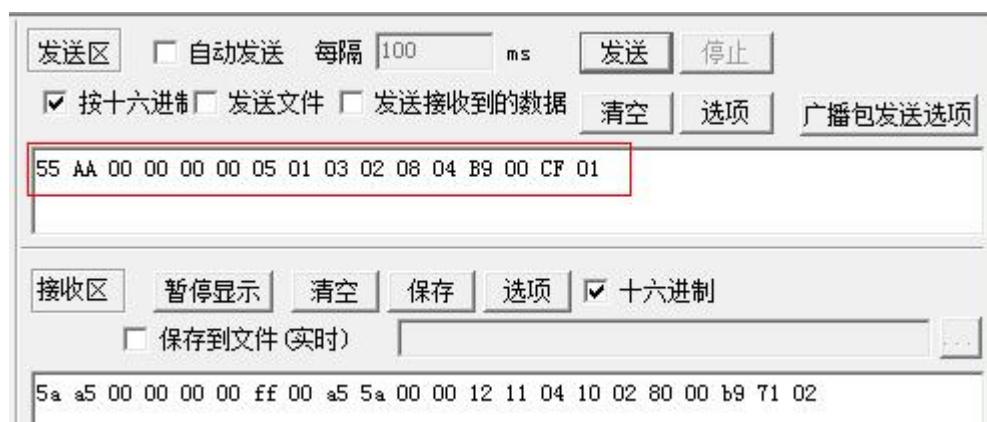 发送区 自动发送 每隔 100 ms 发送 停止
按十六进制 发送文件 发送接收到的数据 清空 选项 广播包发送选项
55 AA 00 00 00 00 05 01 03 02 08 04 B9 00 CF 01
接收区 暂停显示 清空 保存 选项 十六进制
保存到文件(实时) ...
5a a5 00 00 00 00 ff 00 a5 5a 00 00 12 11 04 10 02 80 00 b9 71 02